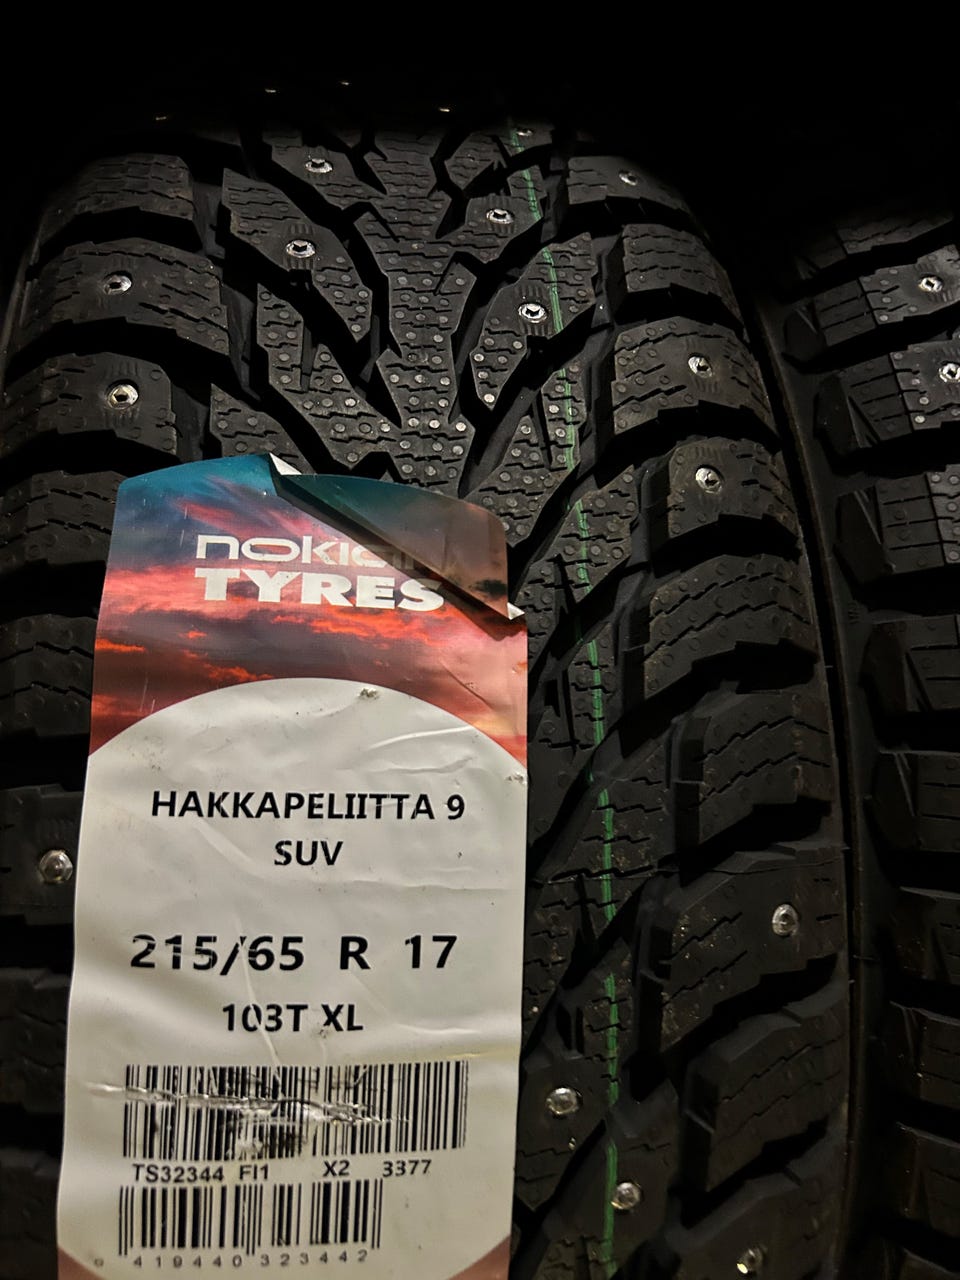 nokian
TYRES
HAKKAPELIITTA 9
SUV
215/65 R 17
103T XL
TS32344 FI1 X2 3377
6 419440 323442